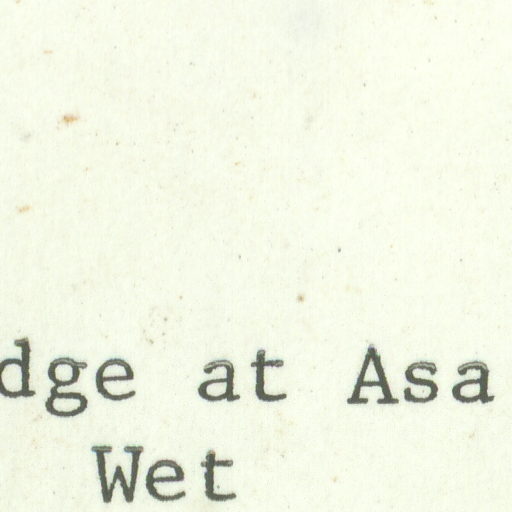 dge at Asa
Wet